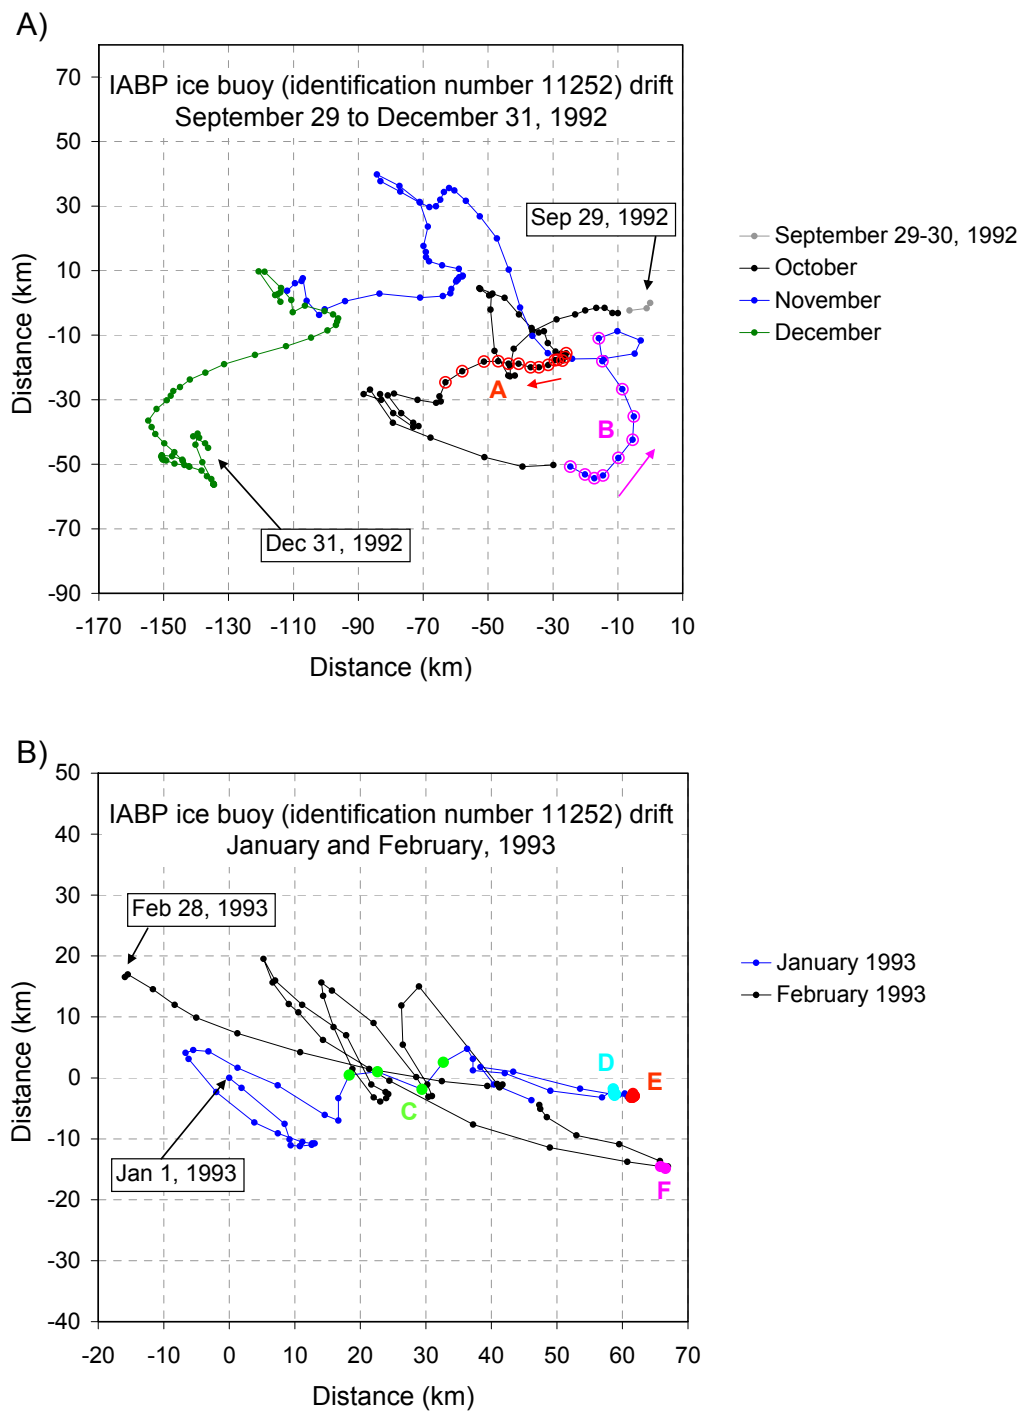 A)
IABP ice buoy (identification number 11252) drift
September 29 to December 31, 1992
70
50
30
10
-10
-30
-50
-70
-90
Distance (km)
Sep 29, 1992
A
B
Dec 31, 1992
-170 -150 -130 -110 -90 -70 -50 -30 -10 10
Distance (km)
September 29-30, 1992
October
November
December
B)
IABP ice buoy (identification number 11252) drift
January and February, 1993
50
40
30
20
10
0
-10
-20
-30
-40
Distance (km)
Feb 28, 1993
D
E
C
Jan 1, 1993
F
-20 -10 0 10 20 30 40 50 60 70
Distance (km)
January 1993
February 1993